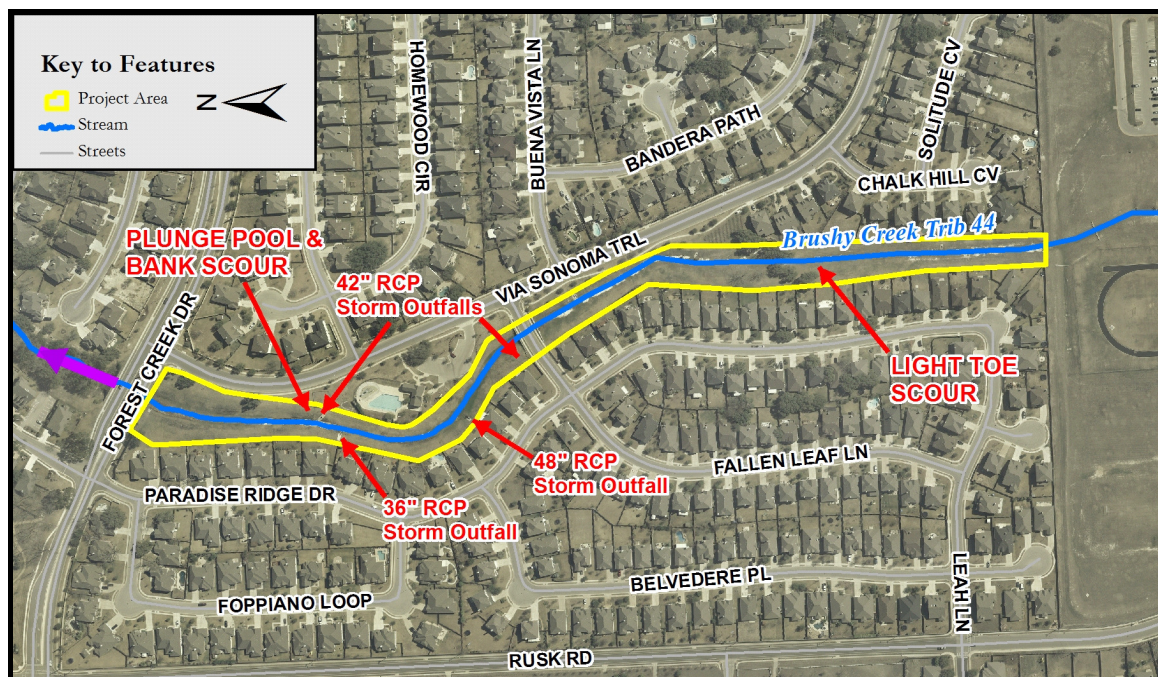 Key to Features
Project Area
Stream
Streets
N
HOMEWOOD CIR
BUENA VISTA LN
BANDERA PATH
SOLITUDE CV
CHALK HILL CV
Brushy Creek Trib 44
VIA SONOMA TRL
PLUNGE POOL &
BANK SCOUR
42" RCP
Storm Outfalls
FOREST CREEK DR
LIGHT TOE
SCOUR
48" RCP
Storm Outfall
FALLEN LEAF LN
PARADISE RIDGE DR
36" RCP
Storm Outfall
FOPPIANO LOOP
BELVEDERE PL
LEAH LN
RUSK RD